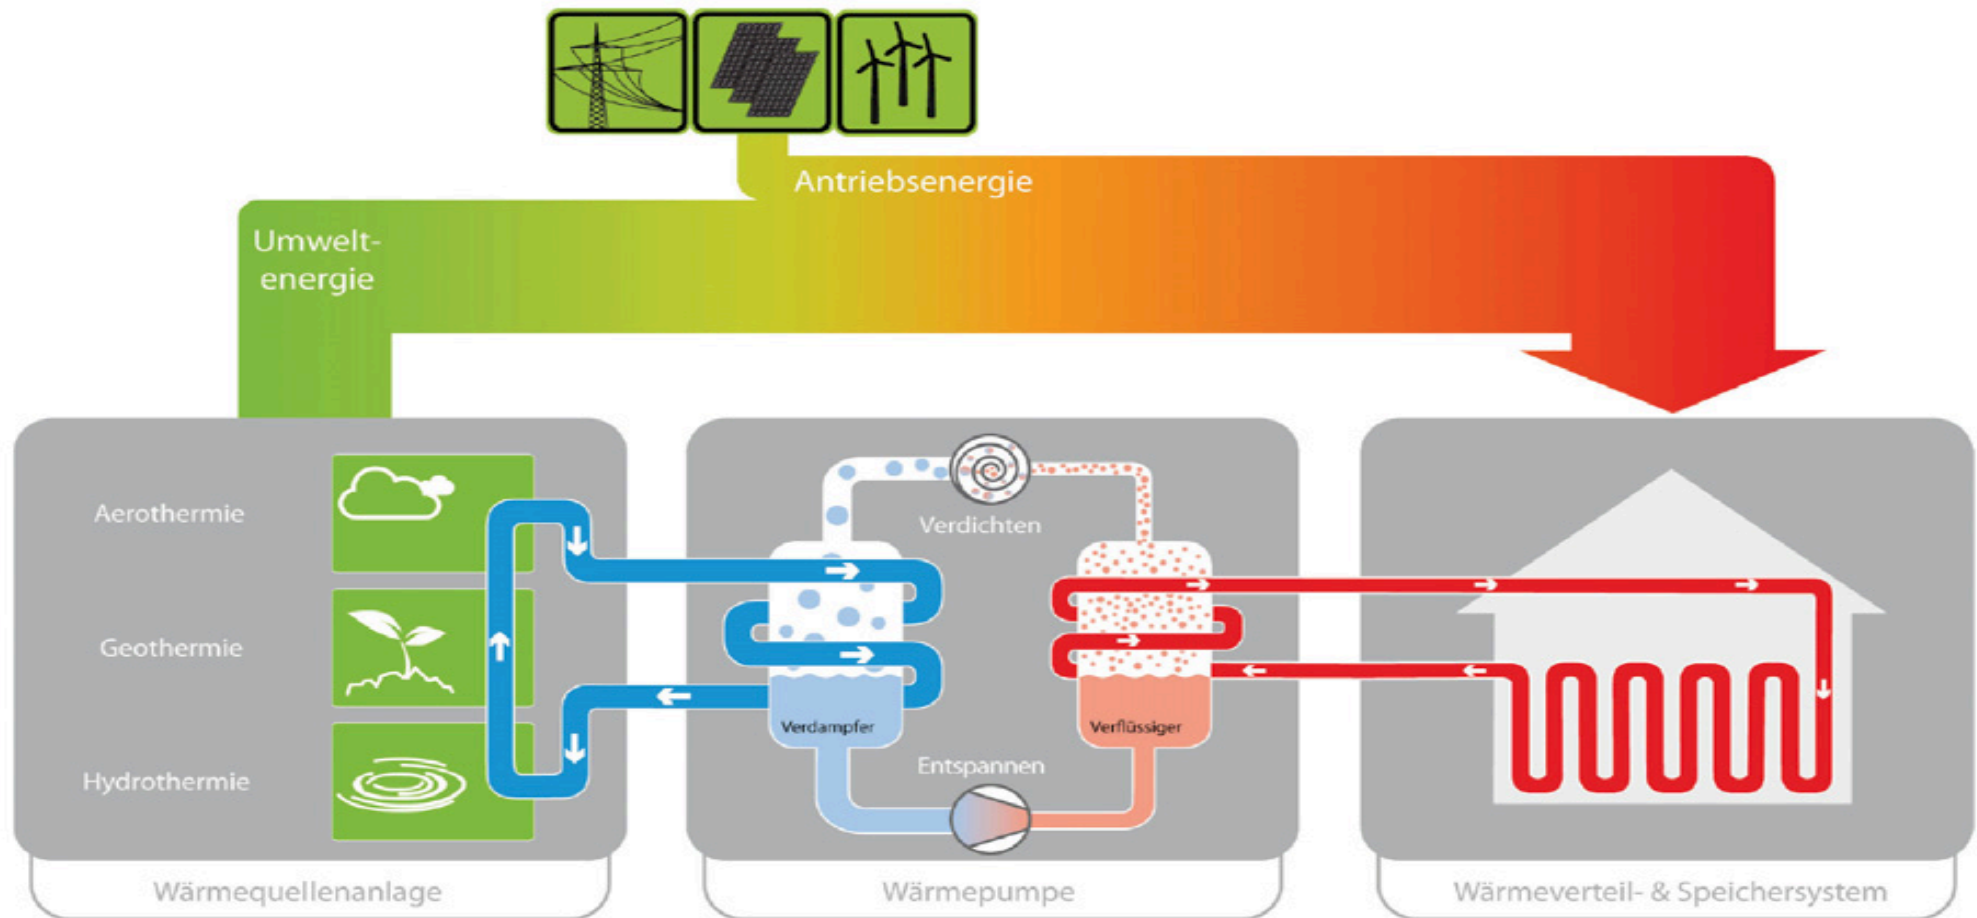 Antriebsenergie
Umwelt-
energie
Aerothermie
Geothermie
Hydrothermie
Verdichten
Verdampfer
Verflüssiger
Entspannen
Wärmequellenanlage
Wärmepumpe
Wärmeverteil- & Speichersystem